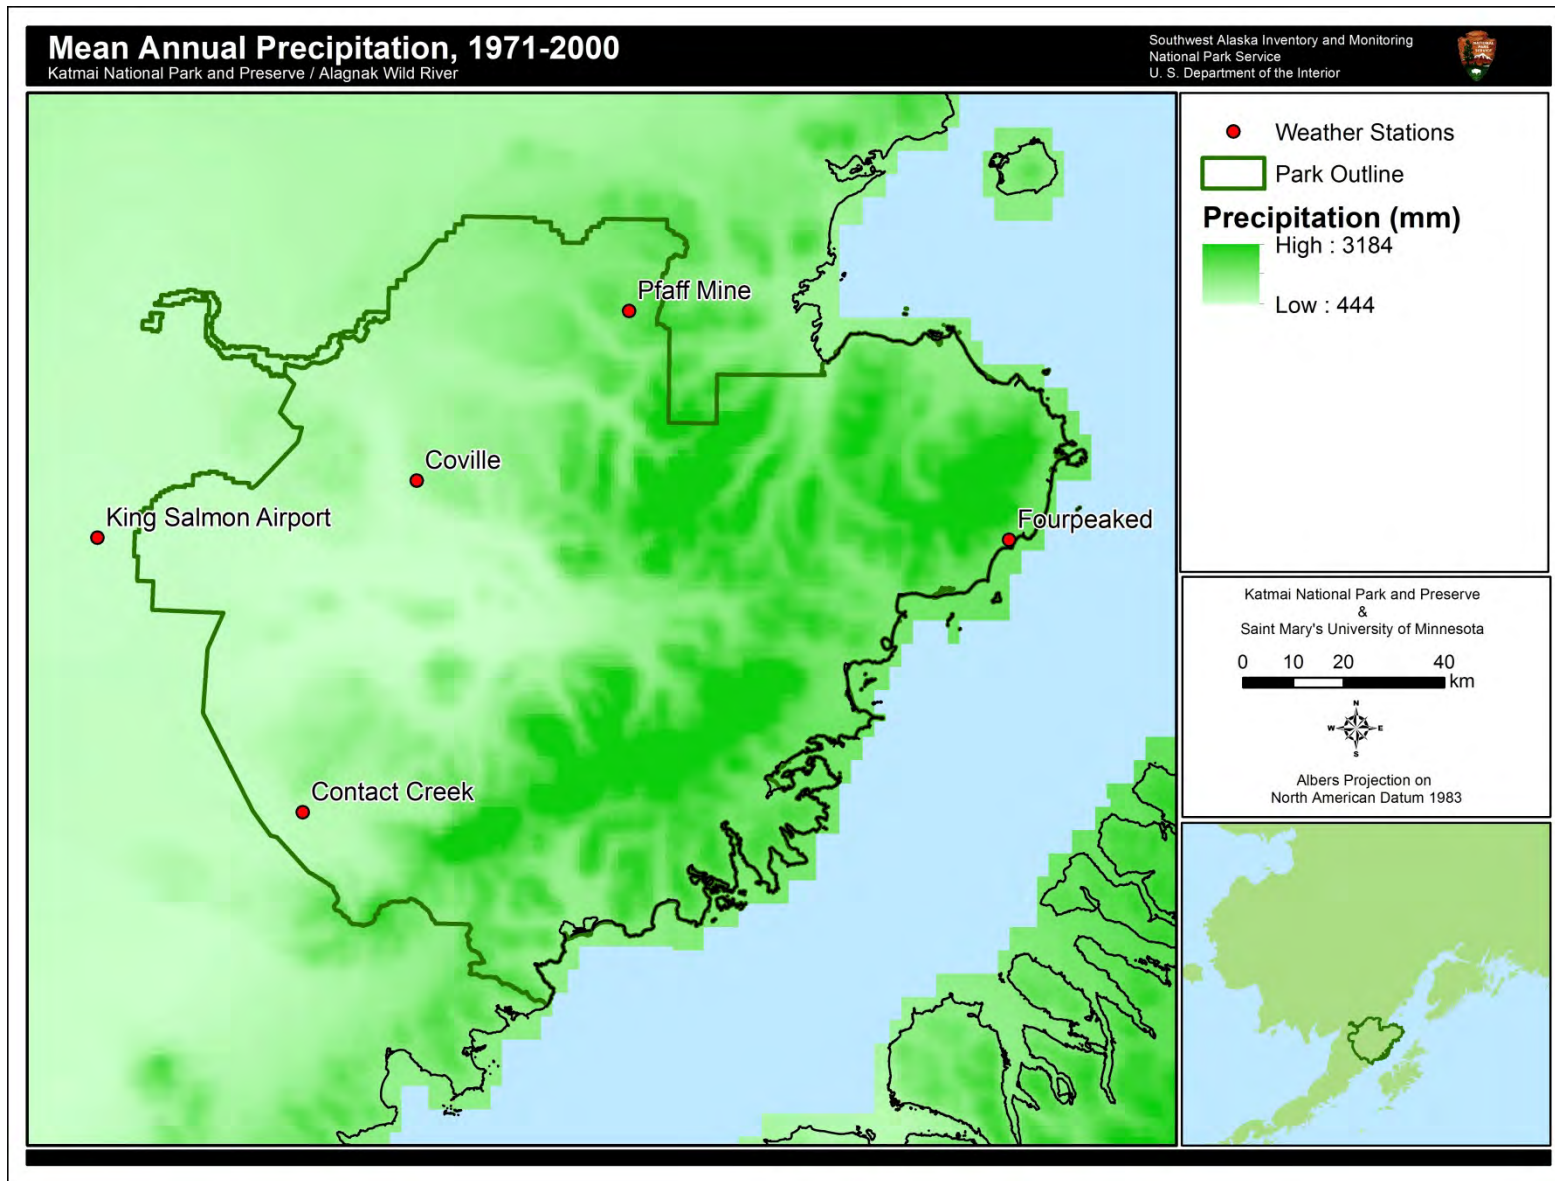 Mean Annual Precipitation, 1971-2000
Katmai National Park and Preserve / Alagnak Wild River
Southwest Alaska Inventory and Monitoring
National Park Service
U. S. Department of the Interior
Weather Stations
Park Outline
Precipitation (mm)
High : 3184
Low : 444
Pfaff Mine
Coville
King Salmon Airport
Fourpeaked
Contact Creek
Katmai National Park and Preserve
&
Saint Mary's University of Minnesota
0 10 20 40
km
N
W E
S
Albers Projection on
North American Datum 1983